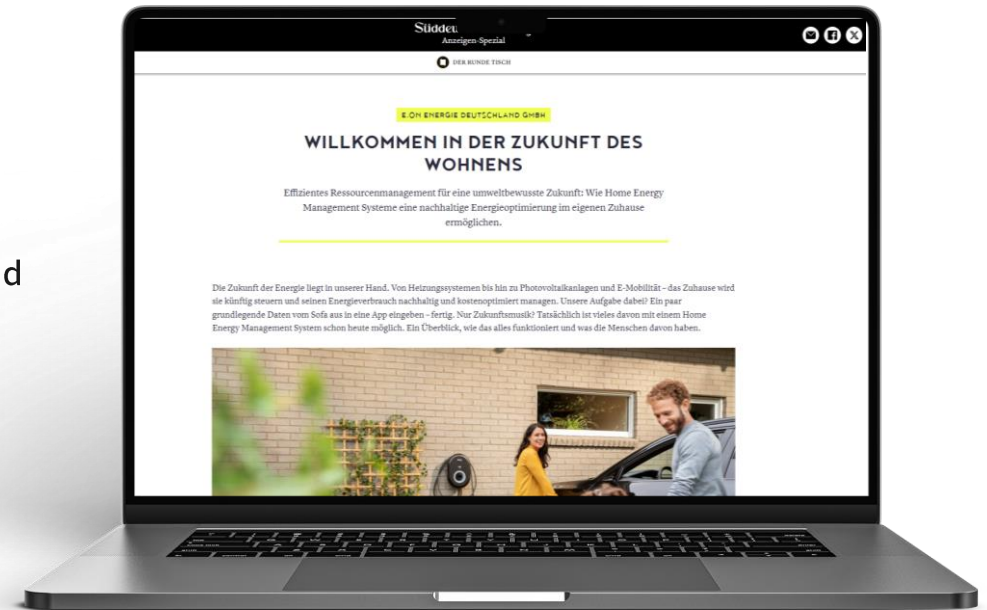 Südde
Anzeigen-Spezial
DER RUNDE TISCH
E.ON ENERGIE DEUTSCHLAND GMBH
WILLKOMMEN IN DER ZUKUNFT DES
WOHNENS
Effizientes Ressourcenmanagement für eine umweltbewusste Zukunft: Wie Home Energy
Management Systeme eine nachhaltige Energieoptimierung im eigenen Zuhause
ermöglichen.
d
Die Zukunft der Energie liegt in unserer Hand. Von Heizungssystemen bis hin zu Photovoltaikanlagen und E-Mobilität – das Zuhause wird
sie künftig steuern und seinen Energieverbrauch nachhaltig und kostenoptimiert managen. Unsere Aufgabe dabei? Ein paar
grundlegende Daten vom Sofa aus in eine App eingeben – fertig. Nur Zukunftsmusik? Tatsächlich ist vieles davon mit einem Home
Energy Management System schon heute möglich. Ein Überblick, wie das alles funktioniert und was die Menschen davon haben.